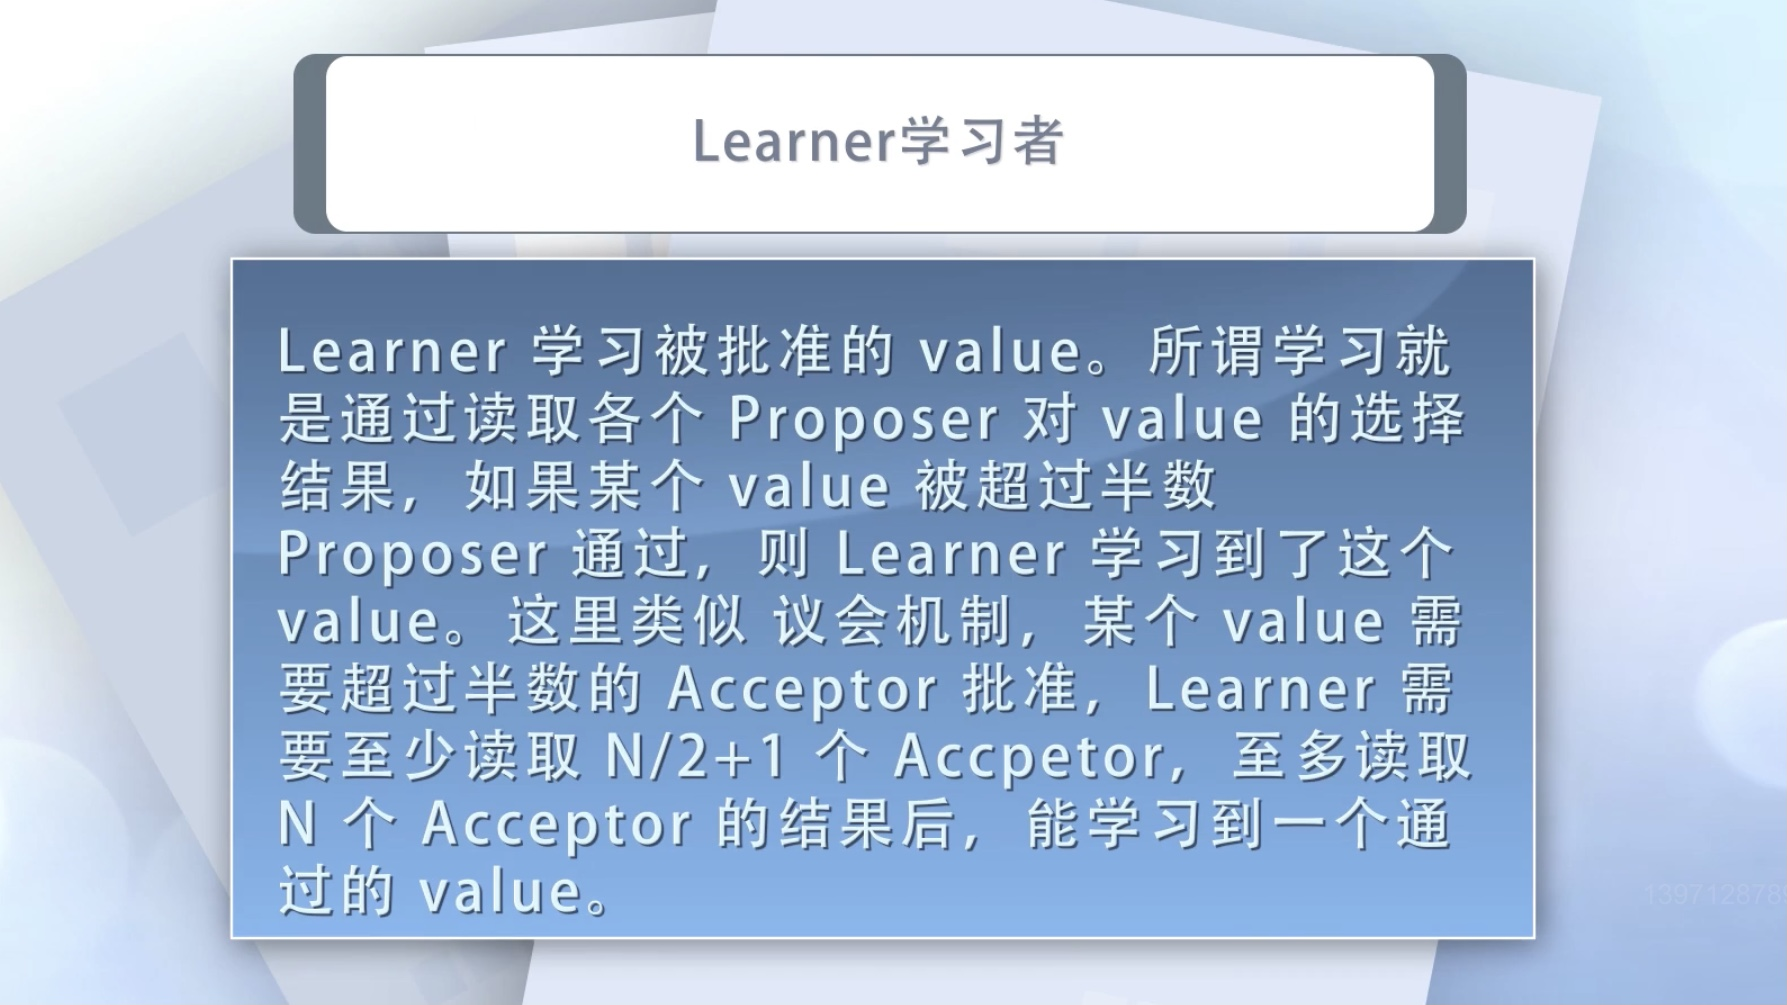 Learner学习者
Learner 学习被批准的 value。所谓学习就
是通过读取各个 Proposer 对 value 的选择
结果，如果某个 value 被超过半数
Proposer 通过，则 Learner 学习到了这个
value。这里类似 议会机制，某个 value 需
要超过半数的 Acceptor 批准，Learner 需
要至少读取 N/2+1 个 Accpetor，至多读取
N 个 Acceptor 的结果后，能学习到一个通
过的 value。